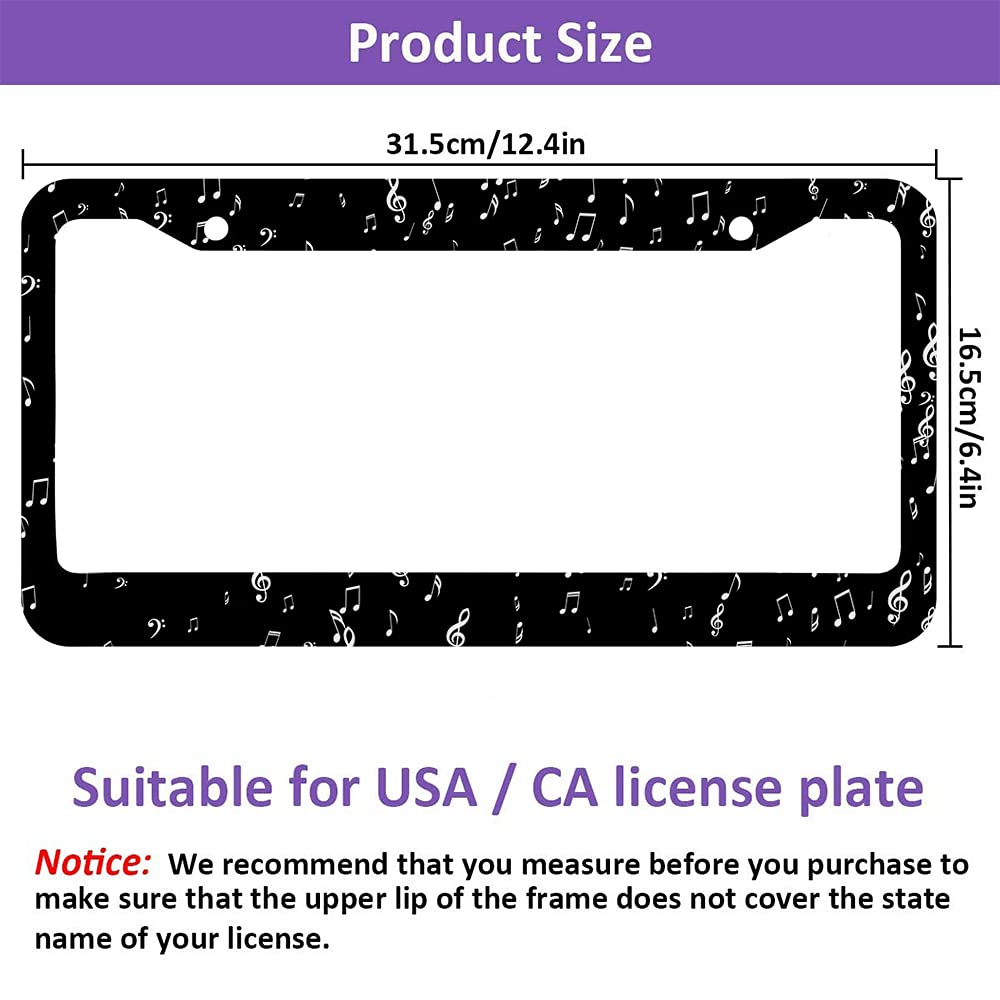 Product Size
31.5cm/12.4in
16.5cm/6.4in
Suitable for USA / CA license plate
Notice: We recommend that you measure before you purchase to
make sure that the upper lip of the frame does not cover the state
name of your license.